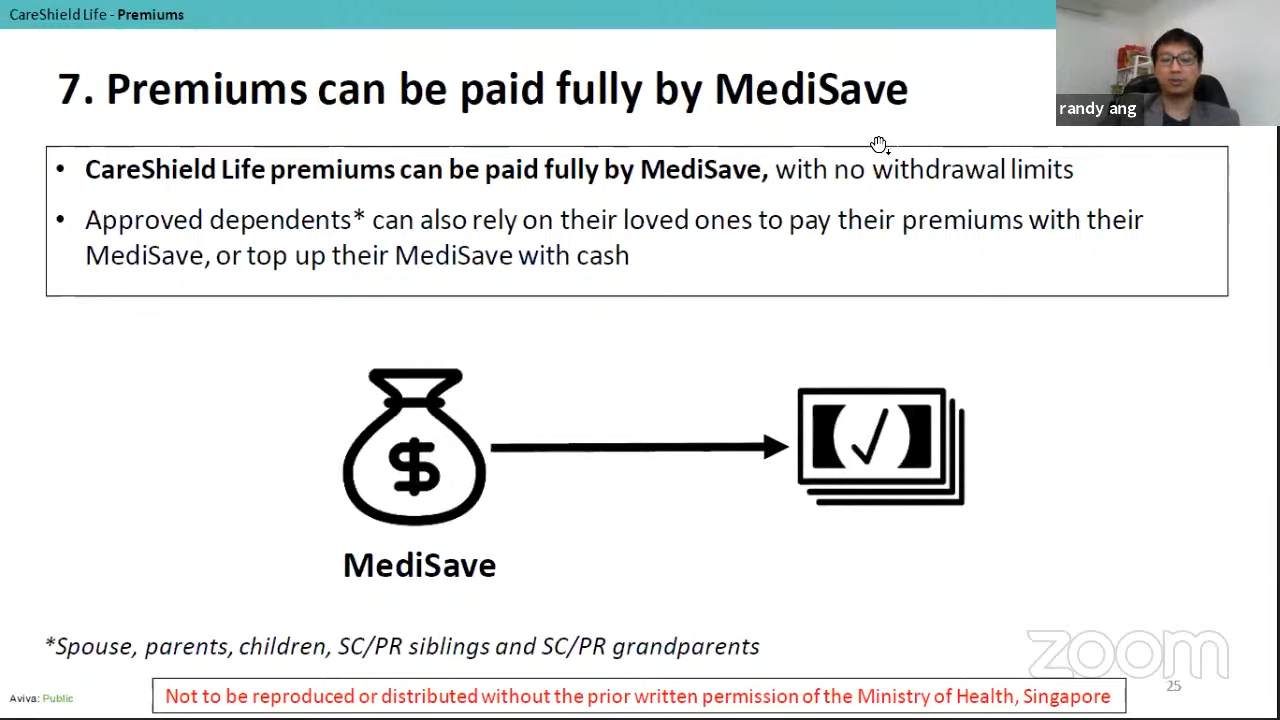 CareShield Life - Premiums
7. Premiums can be paid fully by MediSave
randy ang
• CareShield Life premiums can be paid fully by MediSave, with no withdrawal limits
• Approved dependents* can also rely on their loved ones to pay their premiums with their
MediSave, or top up their MediSave with cash
$
MediSave
*Spouse, parents, children, SC/PR siblings and SC/PR grandparents
zoom
25
Aviva: Public
Not to be reproduced or distributed without the prior written permission of the Ministry of Health, Singapore